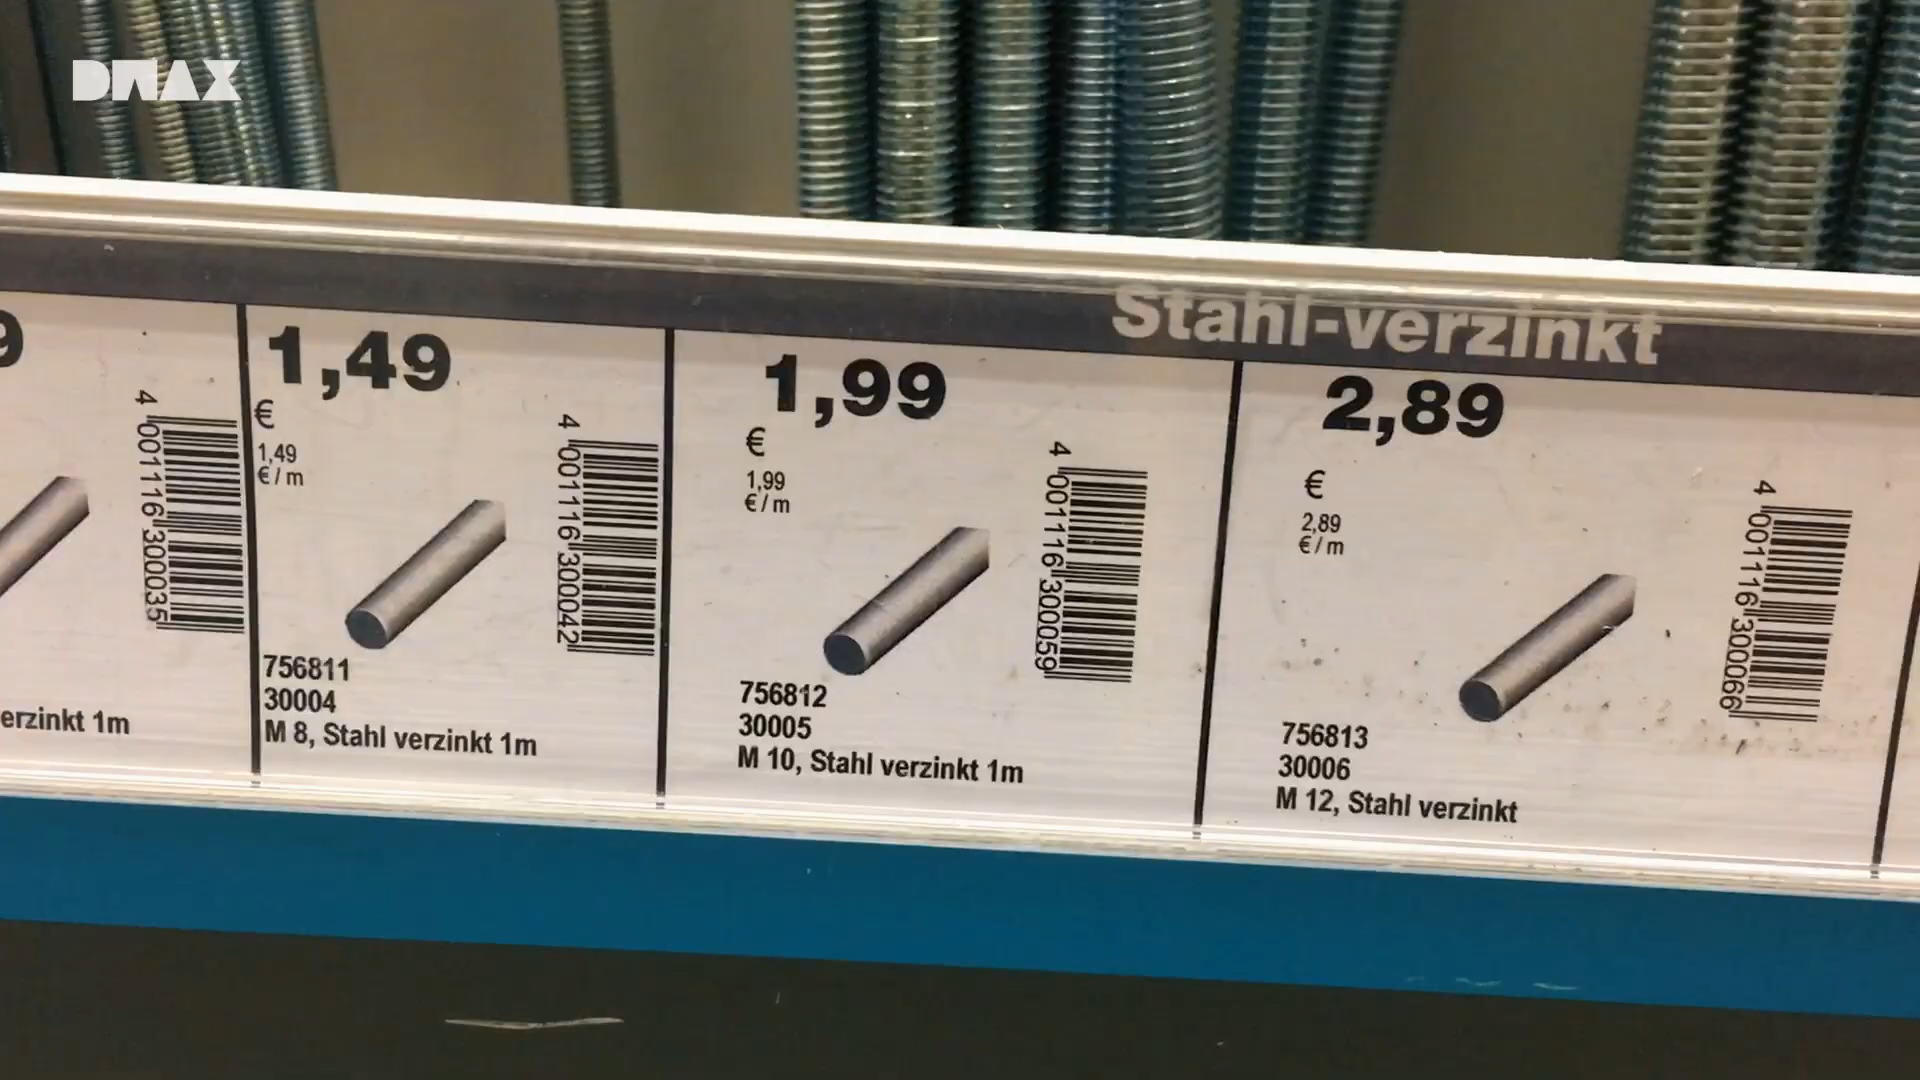 DMAX
Stahl-verzinkt
9
4 001116 300035
erzinkt 1m
1,49
€
1,49
€/m
4 001116 300042
756811
30004
M 8, Stahl verzinkt 1m
1,99
€
1,99
€/m
4 001116 300059
756812
30005
M 10, Stahl verzinkt 1m
2,89
€
2,89
€/m
4 001116 300066
756813
30006
M 12, Stahl verzinkt